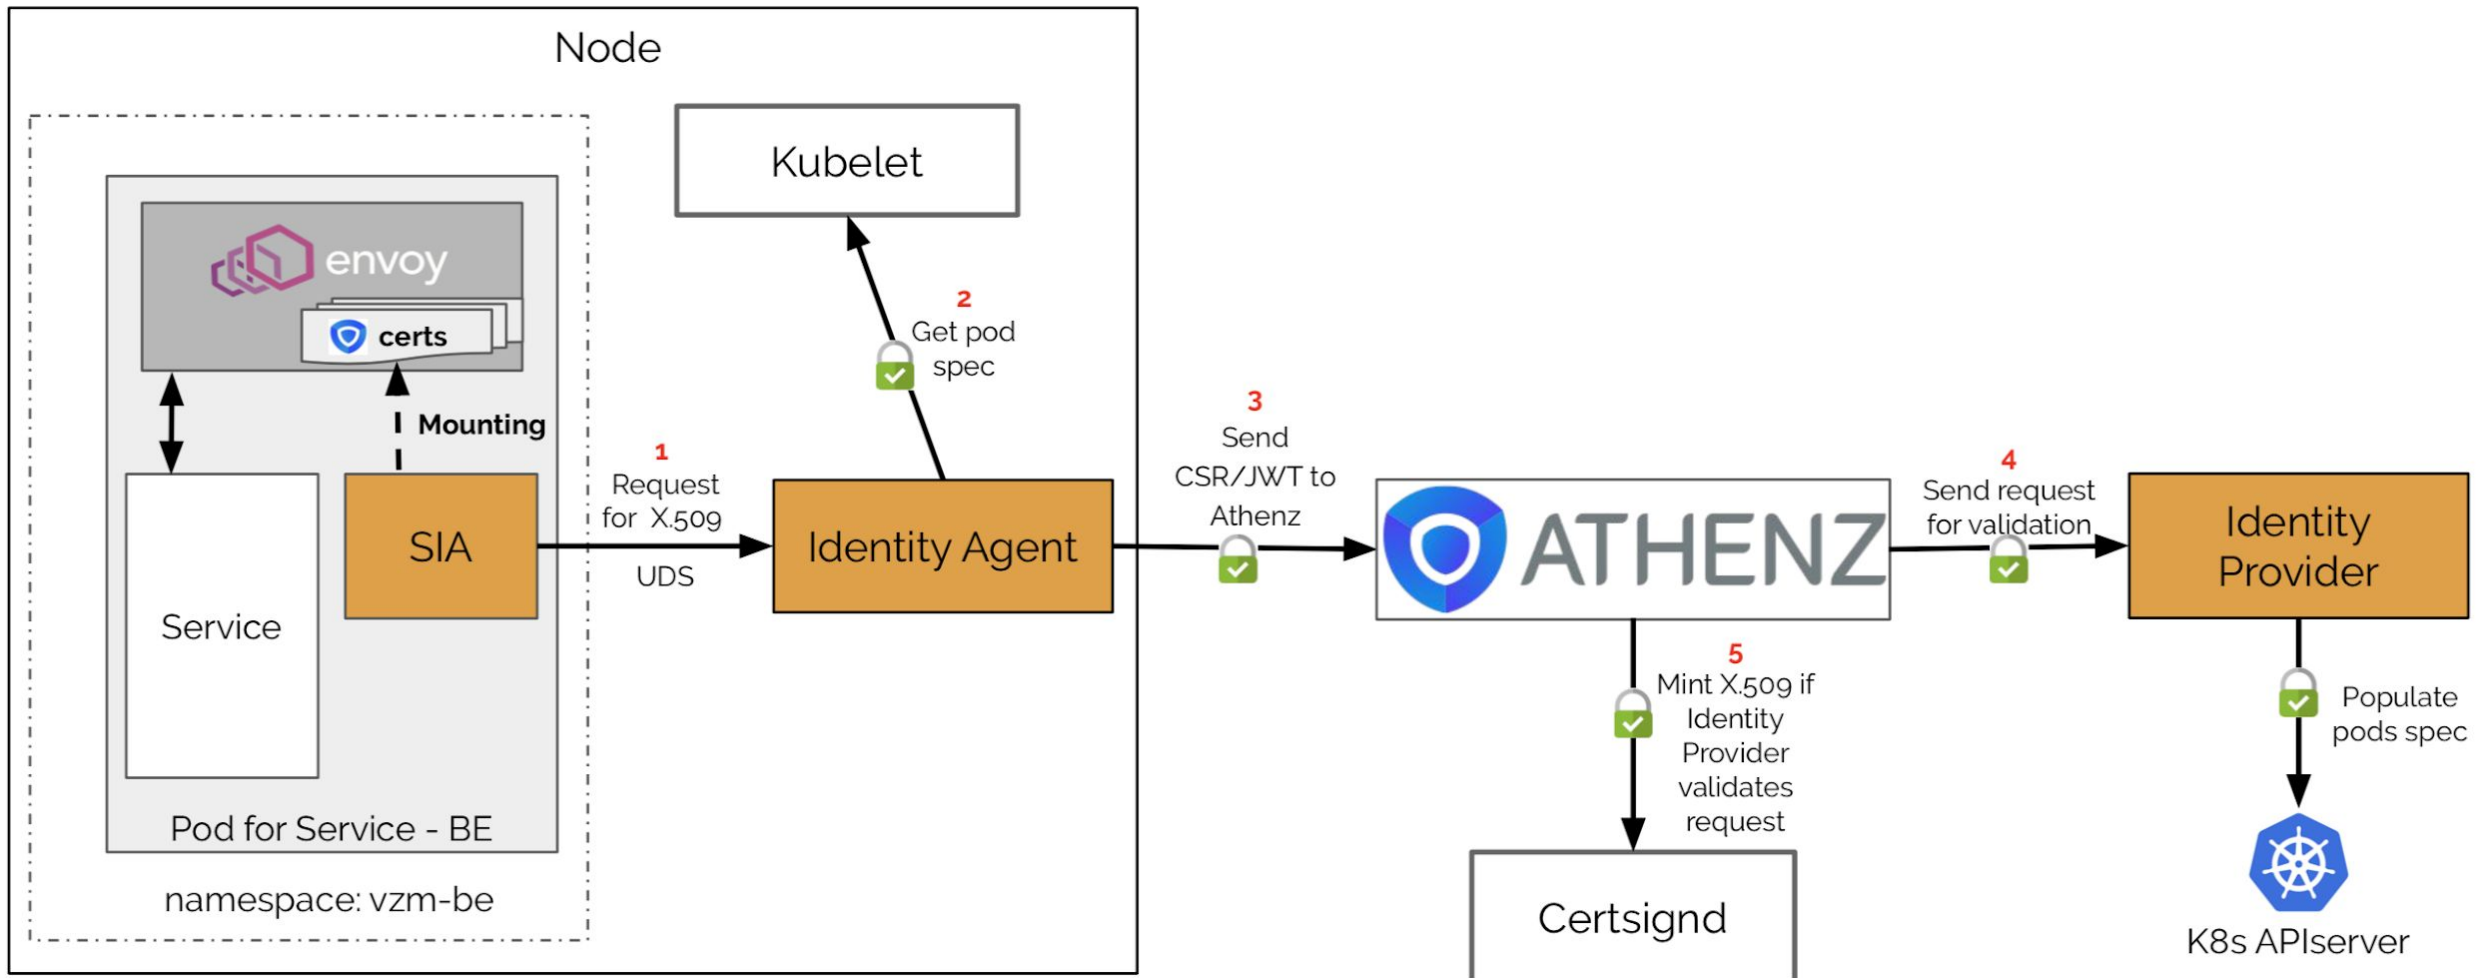 Node
Kubelet
envoy
certs
Mounting
Service
SIA
Pod for Service - BE
namespace: vzm-be
1
Request
for X.509
UDS
2
Get pod
spec
Identity Agent
3
Send
CSR/JWT to
Athenz
ATHENZ
4
Send request
for validation
Identity
Provider
5
Mint X.509 if
Identity
Provider
validates
request
Certsignd
Populate
pods spec
K8s APIserver